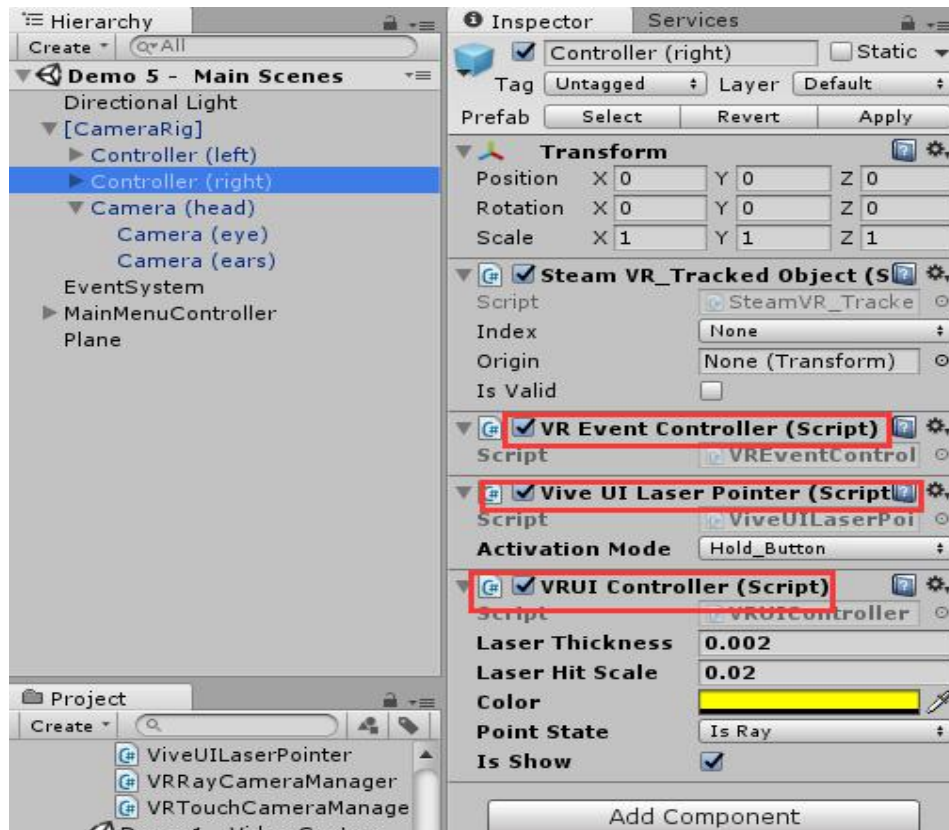 Hierarchy
Create
All
Demo 5 - Main Scenes
Directional Light
[CameraRig]
Controller (left)
Controller (right)
Camera (head)
Camera (eye)
Camera (ears)
EventSystem
MainMenuController
Plane
Project
Create
ViveUILaserPointer
VRRayCameraManager
VRTouchCameraManage
Inspector Services
Controller (right) Static
Tag Untagged Layer Default
Prefab Select Revert Apply
Transform
Position X 0 Y 0 Z 0
Rotation X 0 Y 0 Z 0
Scale X 1 Y 1 Z 1
Steam VR_Tracked Object (S
Script SteamVR_Tracke
Index None
Origin None (Transform)
Is Valid
VR Event Controller (Script)
Script VREventControl
Vive UI Laser Pointer (Script
Script ViveUILaserPoi
Activation Mode Hold_Button
VRUI Controller (Script)
Script VRUIController
Laser Thickness 0.002
Laser Hit Scale 0.02
Color
Point State Is Ray
Is Show
Add Component